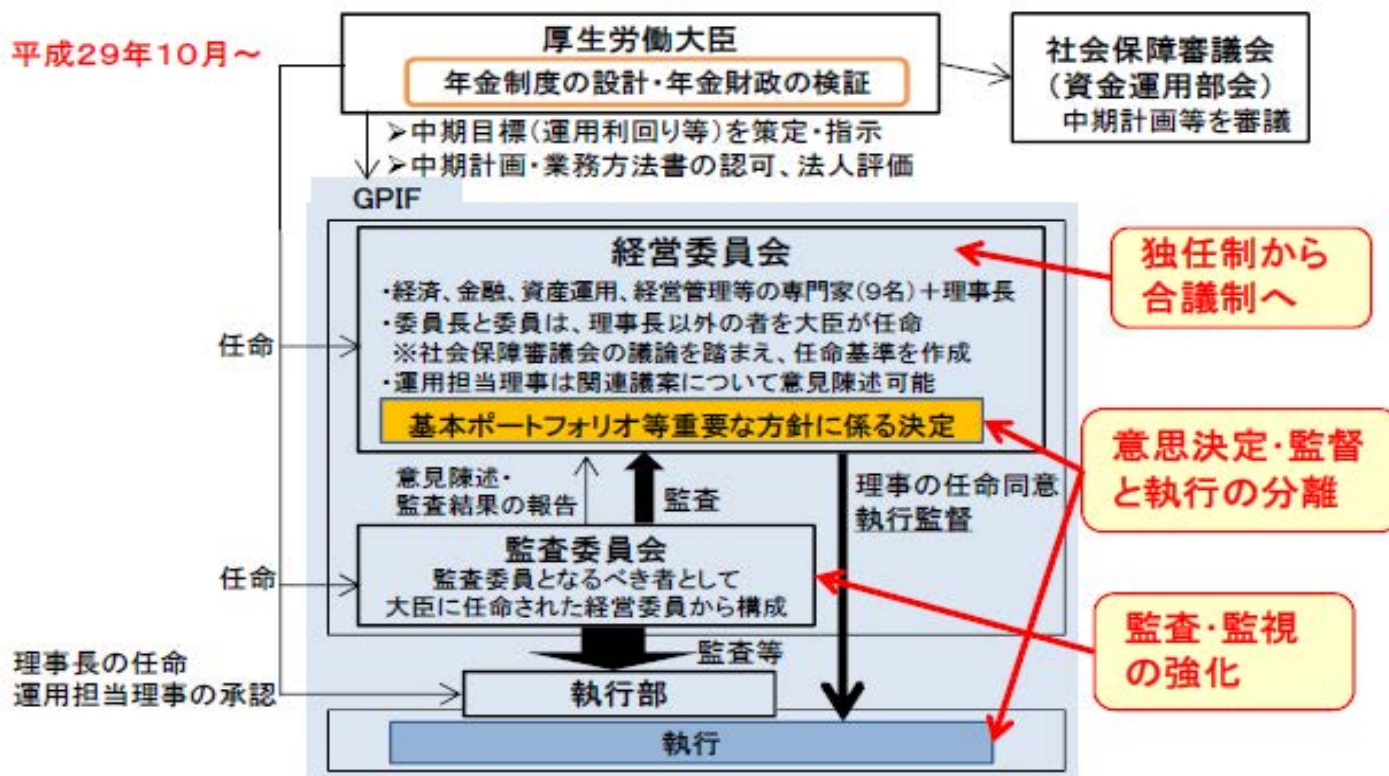 平成29年10月～
厚生労働大臣
年金制度の設計・年金財政の検証
社会保障審議会
（資金運用部会）
中期計画等を審議
➢中期目標（運用利回り等）を策定・指示
➢中期計画・業務方法書の認可、法人評価
GPIF
経営委員会
・経済、金融、資産運用、経営管理等の専門家（9名）＋理事長
・委員長と委員は、理事長以外の者を大臣が任命
※社会保障審議会の議論を踏まえ、任命基準を作成
・運用担当理事は関連議案について意見陳述可能
基本ポートフォリオ等重要な方針に係る決定
任命
独任制から
合議制へ
意思決定・監督
と執行の分離
意見陳述・
監査結果の報告
監査
理事の任命同意
執行監督
監査委員会
監査委員となるべき者として
大臣に任命された経営委員から構成
任命
監査・監視
の強化
監査等
理事長の任命
運用担当理事の承認
執行部
執行